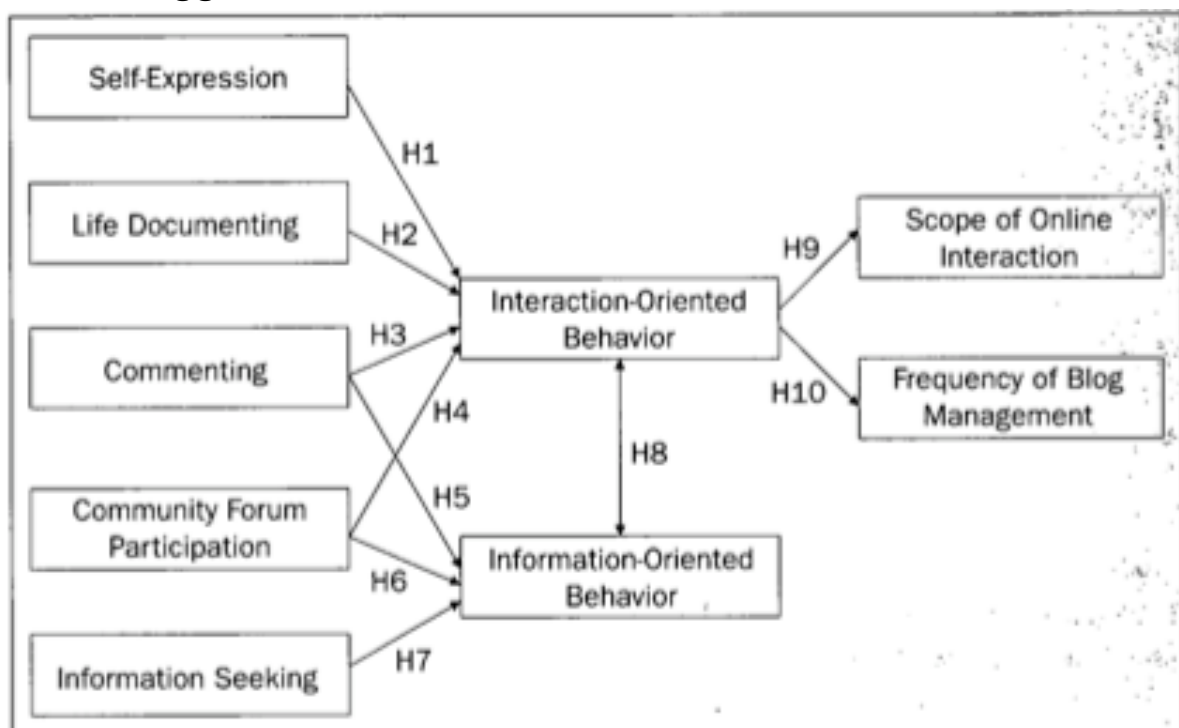 Self-Expression
H1
Life Documenting
H2
Scope of Online
Interaction
H9
Interaction-Oriented
Behavior
H3
Commenting
H10
Frequency of Blog
Management
H4
H8
H5
Community Forum
Participation
Information-Oriented
Behavior
H6
H7
Information Seeking